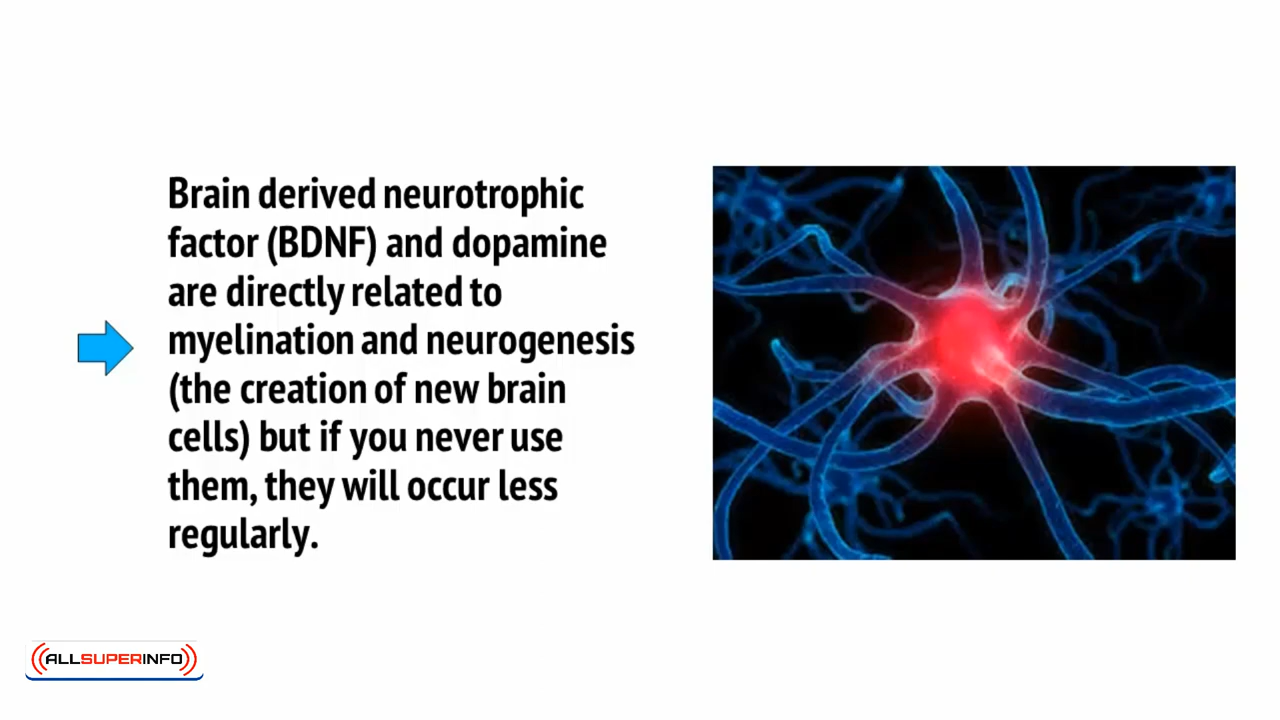 Brain derived neurotrophic
factor (BDNF) and dopamine
are directly related to
myelination and neurogenesis
(the creation of new brain
cells) but if you never use
them, they will occur less
regularly.
ALLSUPERINFO